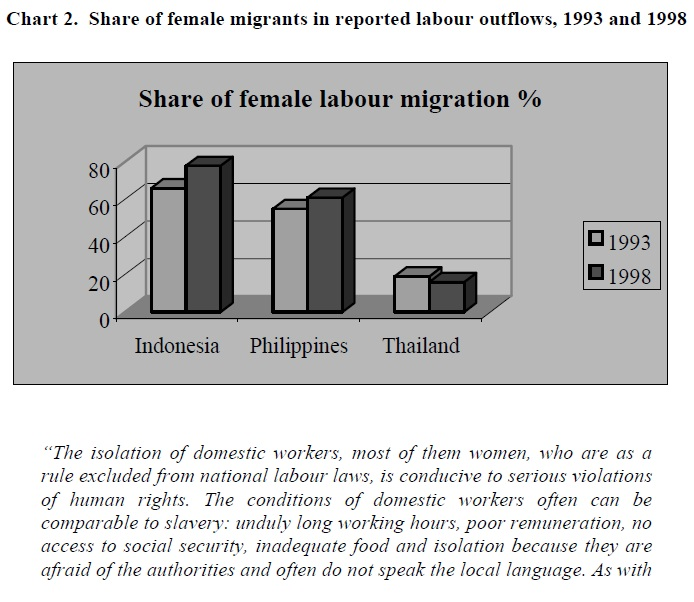 Chart 2.  Share of female migrants in reported labour outflows, 1993 and 1998
Share of female labour migration %
80
60
40
20
0
Indonesia
Philippines
Thailand
1993
1998
“The isolation of domestic workers, most of them women, who are as a
rule excluded from national labour laws, is conducive to serious violations
of human rights. The conditions of domestic workers often can be
comparable to slavery: unduly long working hours, poor remuneration, no
access to social security, inadequate food and isolation because they are
afraid of the authorities and often do not speak the local language. As with